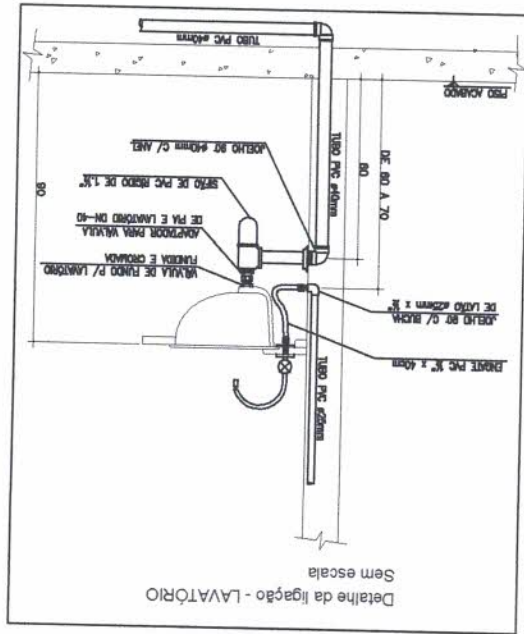 Detalhe da ligação - LAVATÓRIO
Sem escala
TUBO PVC ø25mm
ENGATE PVC ½" x 40cm
JOELHO 90° C/ BUCHA
DE LATÃO ø25mm x ½"
VÁLVULA DE FUNDO P/ LAVATÓRIO
FUNDIDA E CROMADA
ADAPTADOR PARA VÁLVULA
DE PIA E LAVATÓRIO DN-40
SIFÃO DE PVC RÍGIDO DE 1.½"
JOELHO 90° ø40mm C/ ANEL
DE 60 A 70
60
90
TUBO PVC ø40mm
PISO ACABADO
TUBO PVC ø40mm